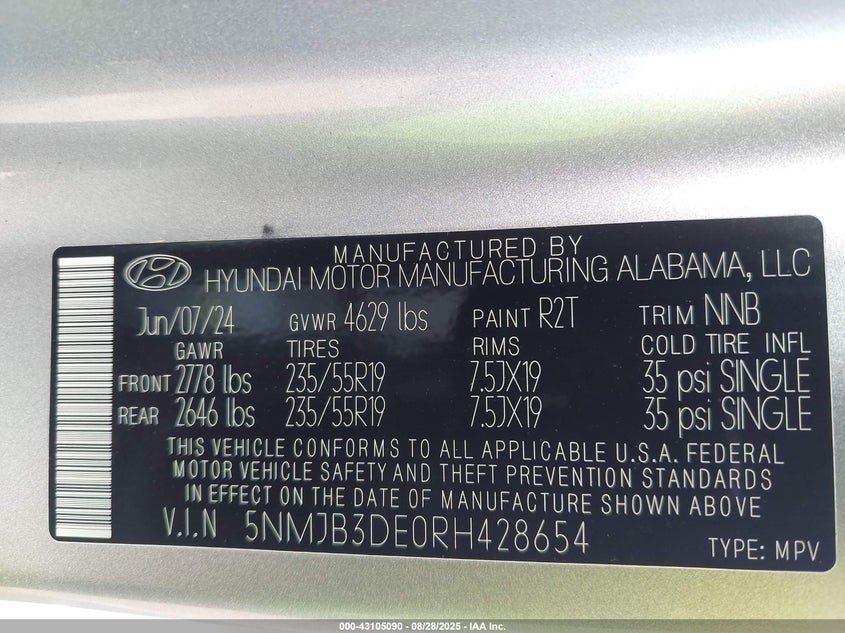 MANUFACTURED BY
HYUNDAI MOTOR MANUFACTURING ALABAMA, LLC
Jun/07/24 GVWR 4629 lbs PAINT R2T TRIM NNB
GAWR TIRES RIMS COLD TIRE INFL
FRONT 2778 lbs 235/55R19 7.5JX19 35 psi SINGLE
REAR 2646 lbs 235/55R19 7.5JX19 35 psi SINGLE
THIS VEHICLE CONFORMS TO ALL APPLICABLE U.S.A. FEDERAL
MOTOR VEHICLE SAFETY AND THEFT PREVENTION STANDARDS
IN EFFECT ON THE DATE OF MANUFACTURE SHOWN ABOVE
V.I.N 5NMJB3DE0RH428654
TYPE: MPV
000-43105090 - 08/28/2025 - IAA Inc.